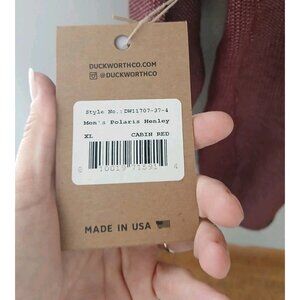 DUCKWORTHCO.COM
@DUCKWORTHCO
Style No.:DW11707-37-4
Men's Polaris Henley
XL CABIN RED
MADE IN USA